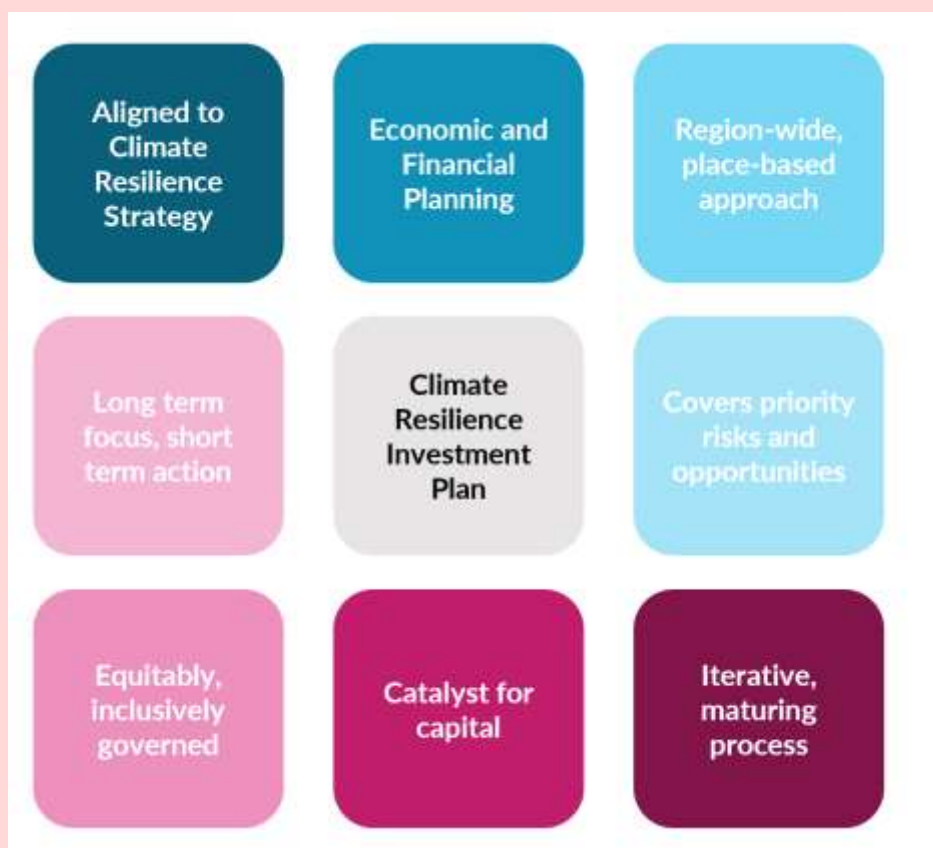 Aligned to
Climate
Resilience
Strategy
Economic and
Financial
Planning
Region-wide,
place-based
approach
Long term
focus, short
term action
Climate
Resilience
Investment
Plan
Covers priority
risks and
opportunities
Equitably,
inclusively
governed
Catalyst for
capital
Iterative,
maturing
process